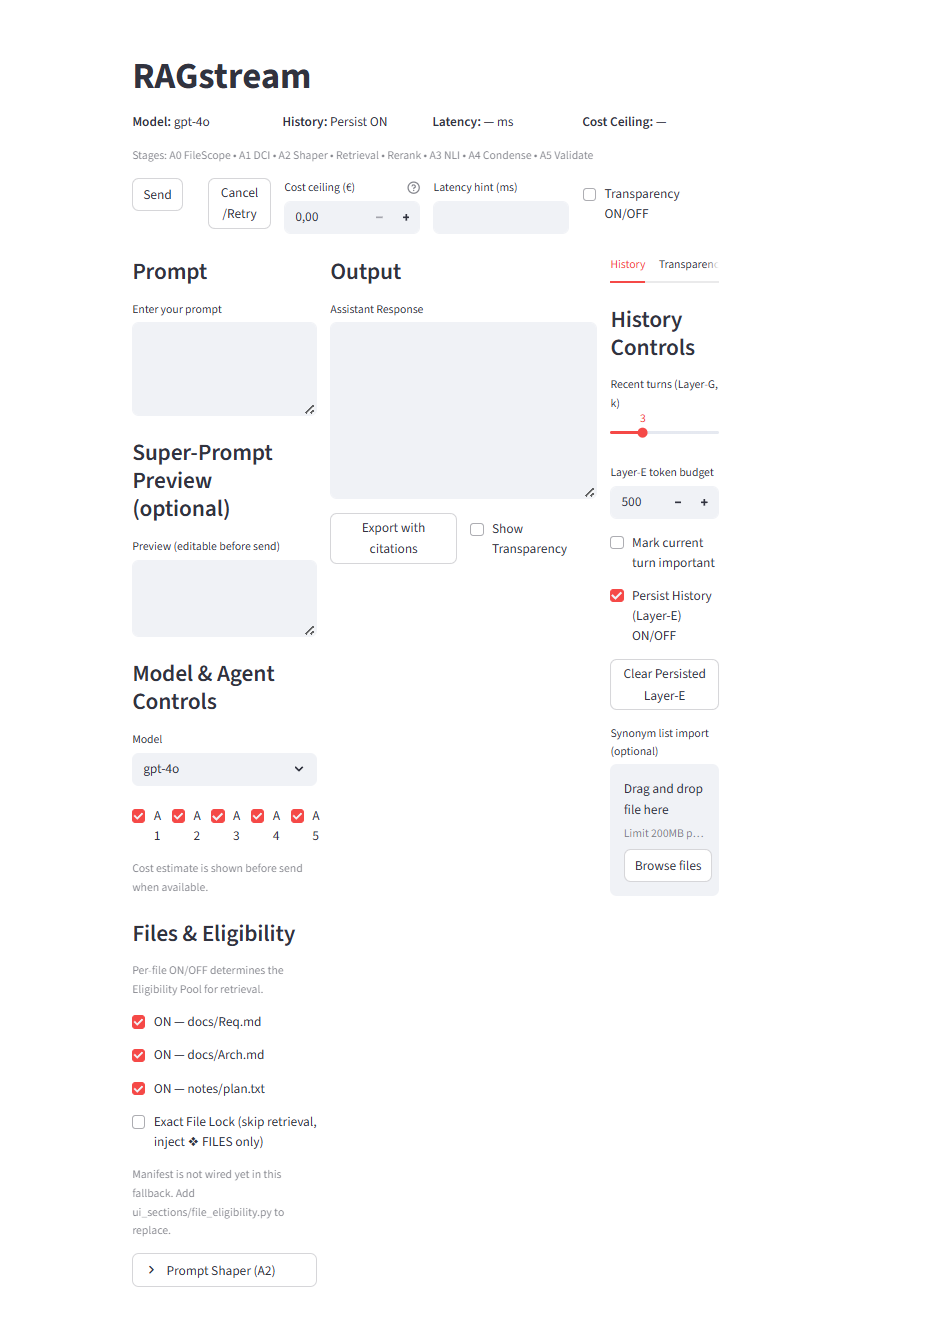 RAGstream
Model: gpt-4o
History: Persist ON
Latency: — ms
Cost Ceiling: —
Stages: A0 FileScope • A1 DCI • A2 Shaper • Retrieval • Rerank • A3 NLI • A4 Condense • A5 Validate
Send
Cancel
/Retry
Cost ceiling (€)
0,00
Latency hint (ms)
Transparency
ON/OFF
Prompt
Enter your prompt
Super-Prompt
Preview
(optional)
Preview (editable before send)
Model & Agent
Controls
Model
gpt-4o
A
1
A
2
A
3
A
4
A
5
Cost estimate is shown before send
when available.
Files & Eligibility
Per-file ON/OFF determines the
Eligibility Pool for retrieval.
ON — docs/Req.md
ON — docs/Arch.md
ON — notes/plan.txt
Exact File Lock (skip retrieval,
inject ❖ FILES only)
Manifest is not wired yet in this
fallback. Add
ui_sections/file_eligibility.py to
replace.
Prompt Shaper (A2)
Output
Assistant Response
Export with
citations
Show
Transparency
History
Transparenc
History
Controls
Recent turns (Layer-G,
k)
3
Layer-E token budget
500
Mark current
turn important
Persist History
(Layer-E)
ON/OFF
Clear Persisted
Layer-E
Synonym list import
(optional)
Drag and drop
file here
Limit 200MB p…
Browse files